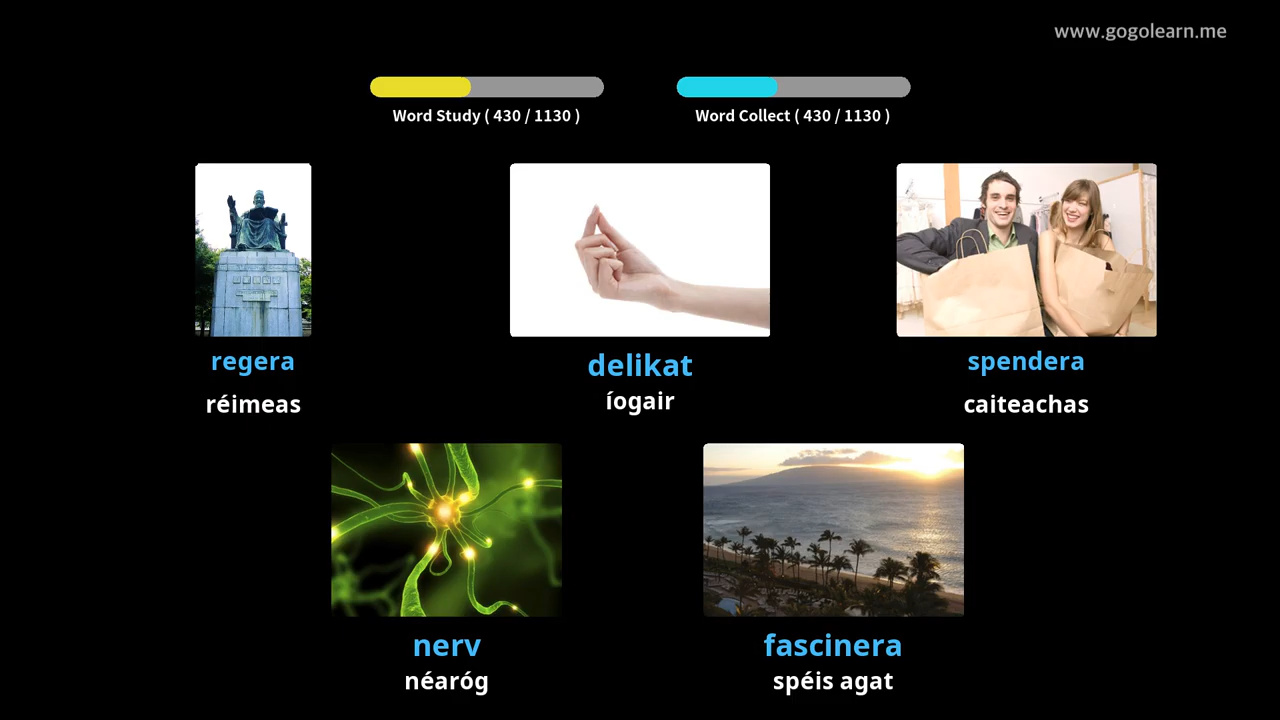 www.gogolearn.me
Word Study ( 430 / 1130 )
Word Collect ( 430 / 1130 )
regera
réimeas
delikat
íogair
spendera
caiteachas
nerv
néaróg
fascinera
spéis agat